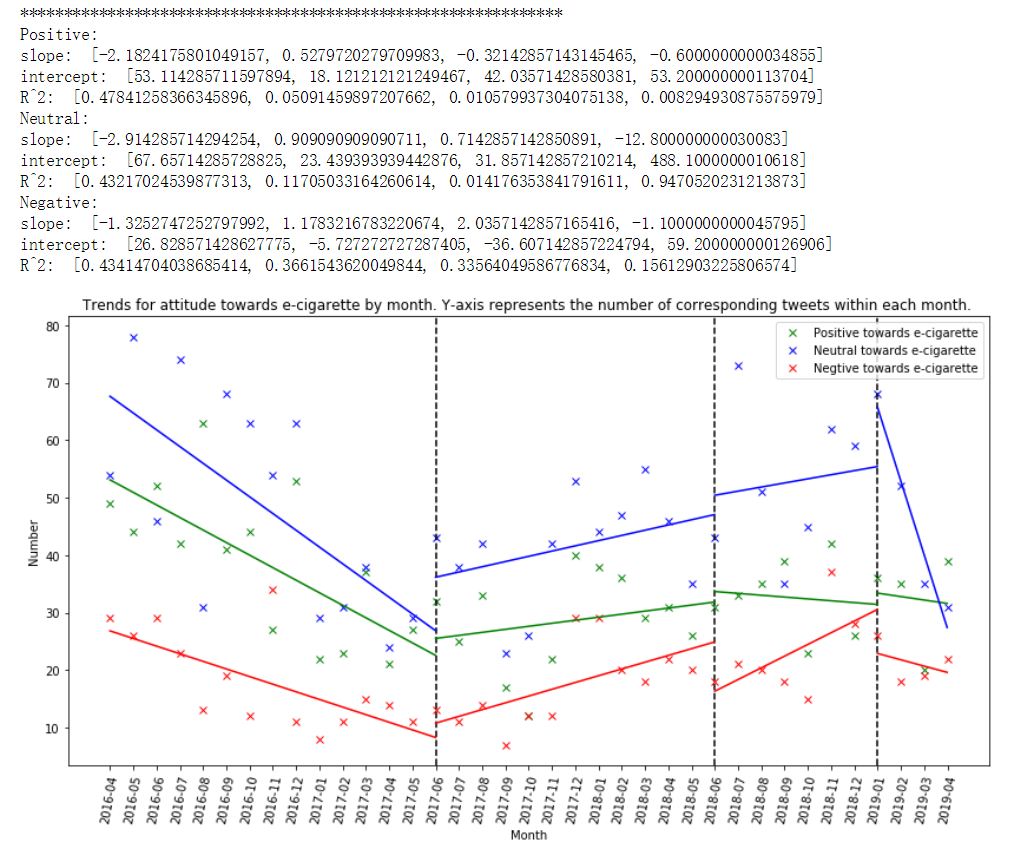 ************************************************************
Positive:
slope:  [-2.1824175801049157, 0.5279720279709983, -0.32142857143145465, -0.6000000000034855]
intercept:  [53.114285711597894, 18.121212121249467, 42.03571428580381, 53.200000000113704]
R^2:  [0.47841258366345896, 0.05091459897207662, 0.010579937304075138, 0.008294930875575979]
Neutral:
slope:  [-2.914285714294254, 0.909090909090711, 0.7142857142850891, -12.800000000030083]
intercept:  [67.65714285728825, 23.439393939442876, 31.857142857210214, 488.1000000010618]
R^2:  [0.43217024539877313, 0.11705033164260614, 0.014176353841791611, 0.9470520231213873]
Negative:
slope:  [-1.3252747252797992, 1.1783216783220674, 2.0357142857165416, -1.1000000000045795]
intercept:  [26.828571428627775, -5.727272727287405, -36.607142857224794, 59.200000000126906]
R^2:  [0.43414704038685414, 0.3661543620049844, 0.33564049586776834, 0.15612903225806574]
Trends for attitude towards e-cigarette by month. Y-axis represents the number of corresponding tweets within each month.
Positive towards e-cigarette
Neutral towards e-cigarette
Negtive towards e-cigarette
80
70
60
50
40
30
20
10
Number
2016-04
2016-05
2016-06
2016-07
2016-08
2016-09
2016-10
2016-11
2016-12
2017-01
2017-02
2017-03
2017-04
2017-05
2017-06
2017-07
2017-08
2017-09
2017-10
2017-11
2017-12
2018-01
2018-02
2018-03
2018-04
2018-05
2018-06
2018-07
2018-08
2018-09
2018-10
2018-11
2018-12
2019-01
2019-02
2019-03
2019-04
Month